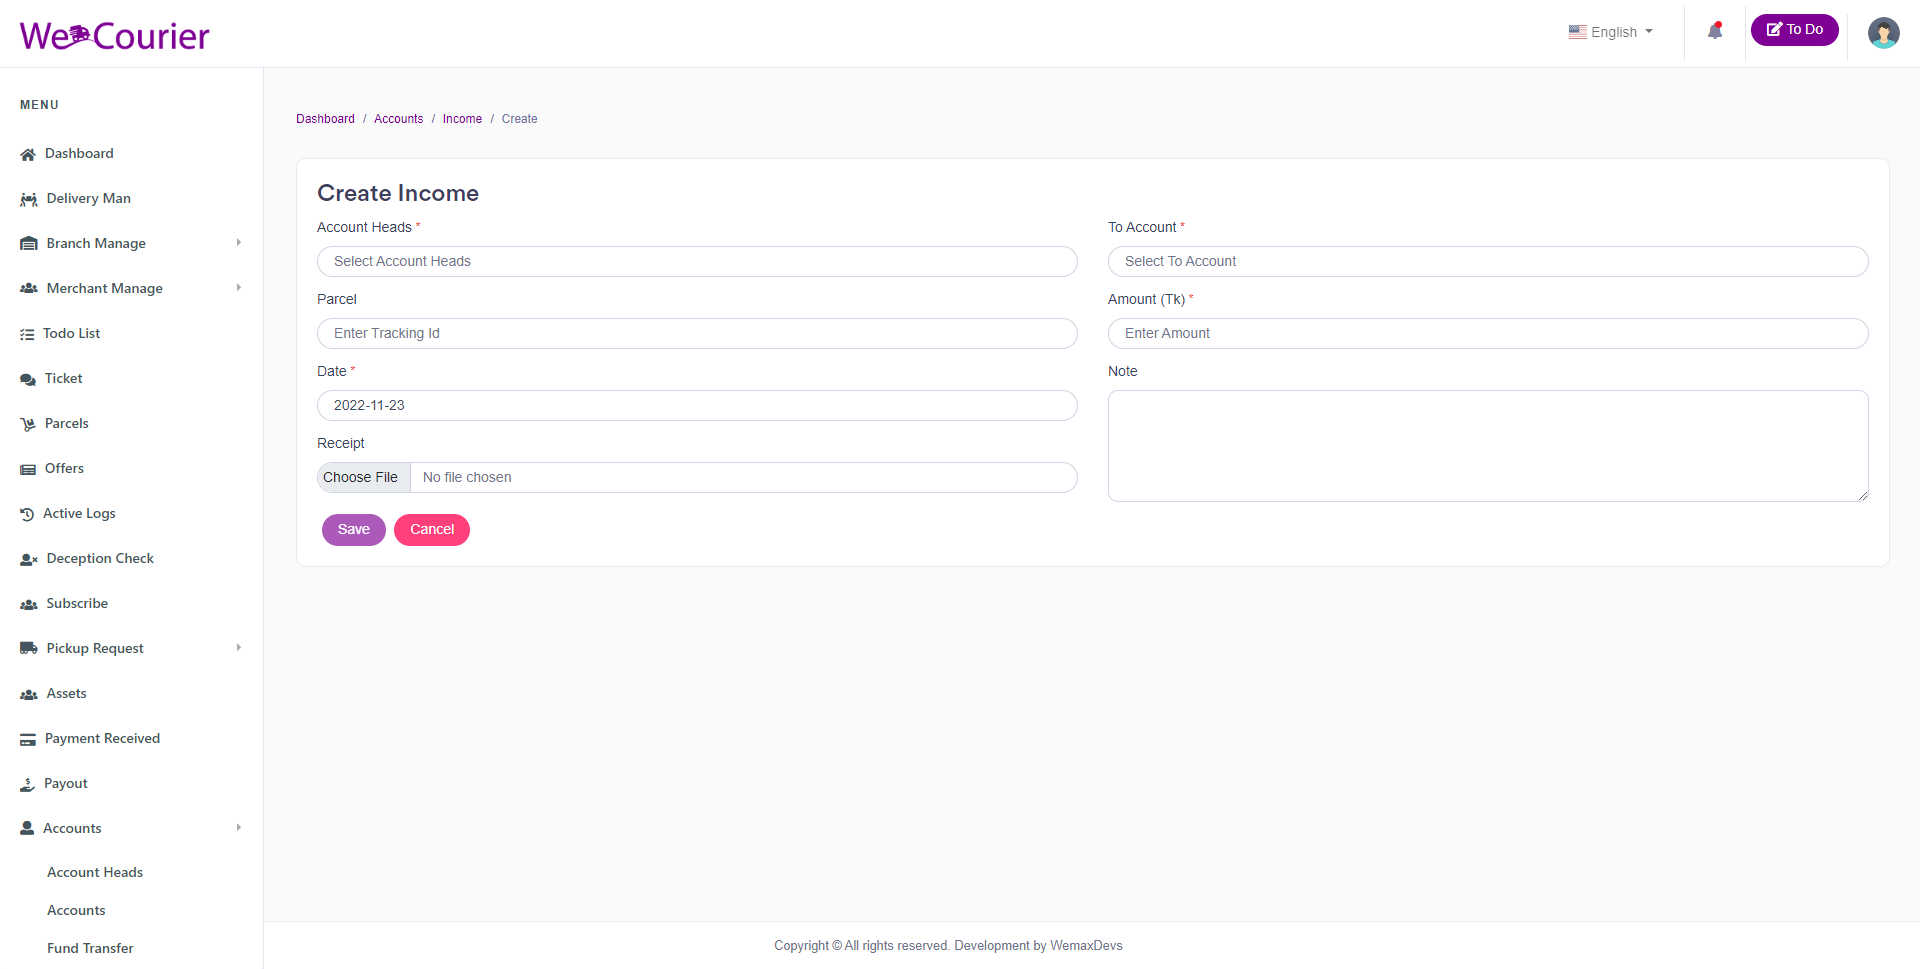 We Courier
English
To Do
MENU
Dashboard
Delivery Man
Branch Manage
Merchant Manage
Todo List
Ticket
Parcels
Offers
Active Logs
Deception Check
Subscribe
Pickup Request
Assets
Payment Received
Payout
Accounts
Account Heads
Accounts
Fund Transfer
Dashboard / Accounts / Income / Create
Create Income
Account Heads *
Select Account Heads
To Account *
Select To Account
Parcel
Enter Tracking Id
Amount (Tk) *
Enter Amount
Date *
2022-11-23
Note
Receipt
Choose File No file chosen
Save Cancel
Copyright © All rights reserved. Development by WemaxDevs